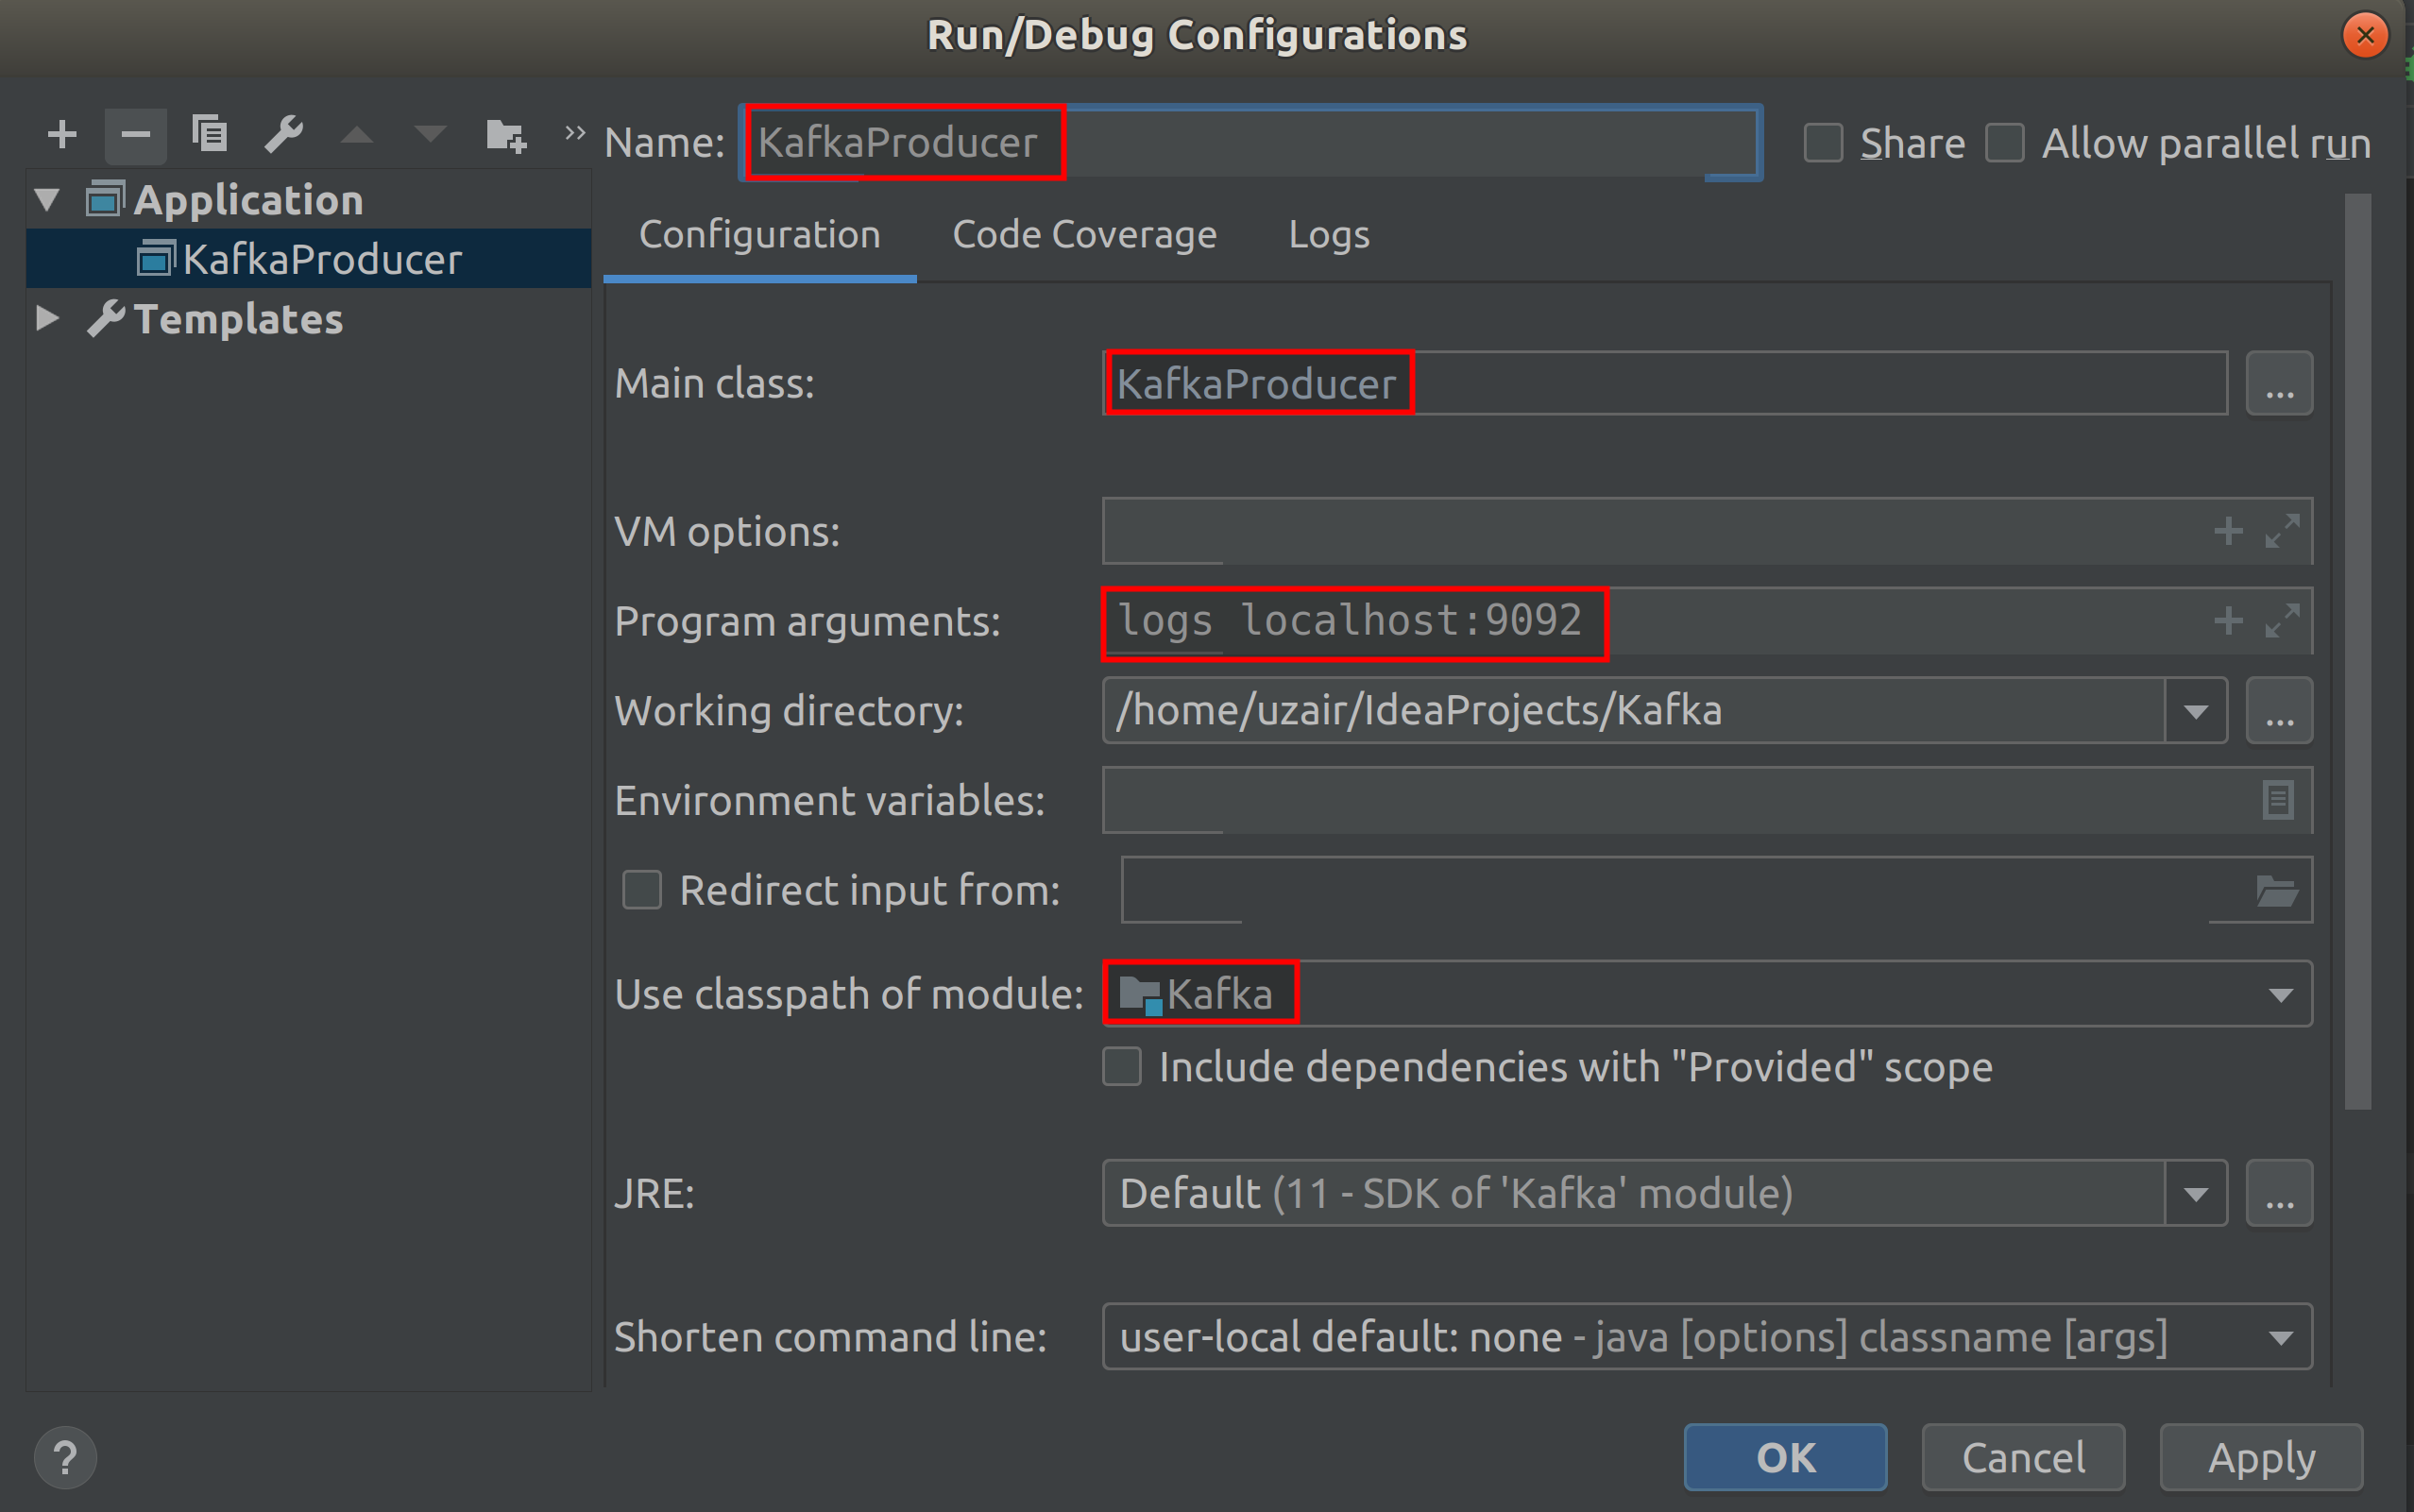 Run/Debug Configurations
Name: KafkaProducer Share Allow parallel run
Application
KafkaProducer
Templates
Configuration Code Coverage Logs
Main class: KafkaProducer ...
VM options:
Program arguments: logs localhost:9092
Working directory: /home/uzair/IdeaProjects/Kafka ...
Environment variables:
Redirect input from:
Use classpath of module: Kafka
Include dependencies with "Provided" scope
JRE: Default (11 - SDK of 'Kafka' module) ...
Shorten command line: user-local default: none - java [options] classname [args]
? OK Cancel Apply